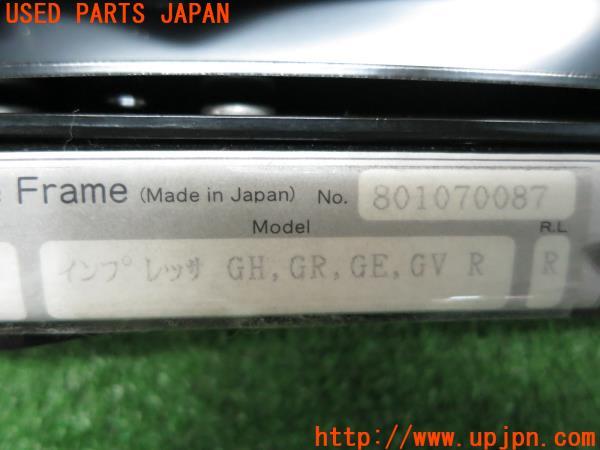 USED PARTS JAPAN
Frame (Made in Japan) No. 801070087
Model R.L
インプレッサ GH,GR,GE,GV R R
http://www.upjpn.com/